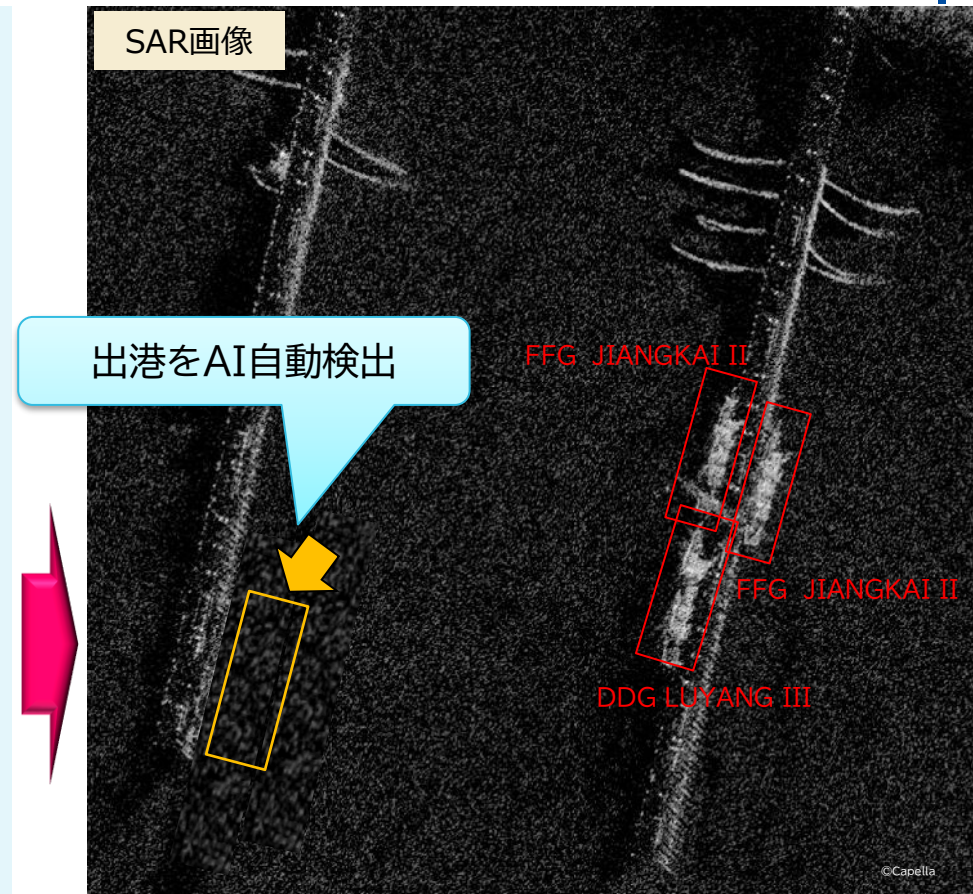 SAR画像
出港をAI自動検出
FFG JIANGKAI II
FFG JIANGKAI II
DDG LUYANG III
©Capella